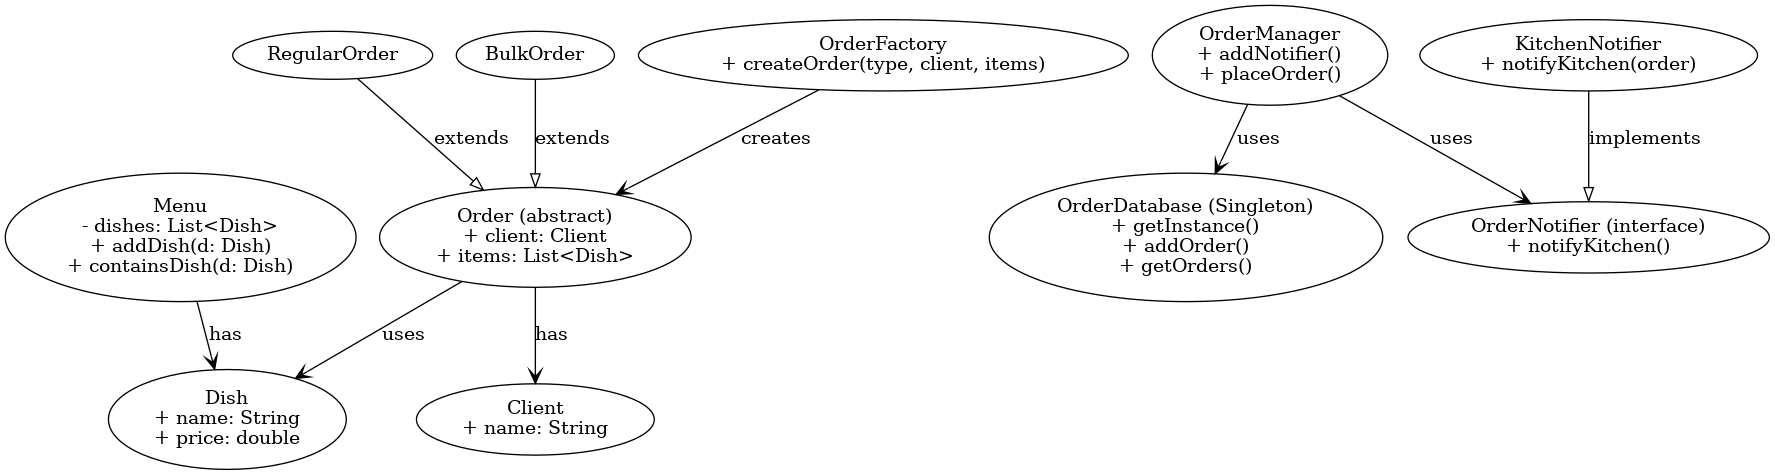 RegularOrder
BulkOrder
OrderFactory
+ createOrder(type, client, items)
OrderManager
+ addNotifier()
+ placeOrder()
KitchenNotifier
+ notifyKitchen(order)
extends
extends
creates
uses
uses
implements
Menu
- dishes: List<Dish>
+ addDish(d: Dish)
+ containsDish(d: Dish)
Order (abstract)
+ client: Client
+ items: List<Dish>
OrderDatabase (Singleton)
+ getInstance()
+ addOrder()
+ getOrders()
OrderNotifier (interface)
+ notifyKitchen()
has
uses
has
Dish
+ name: String
+ price: double
Client
+ name: String